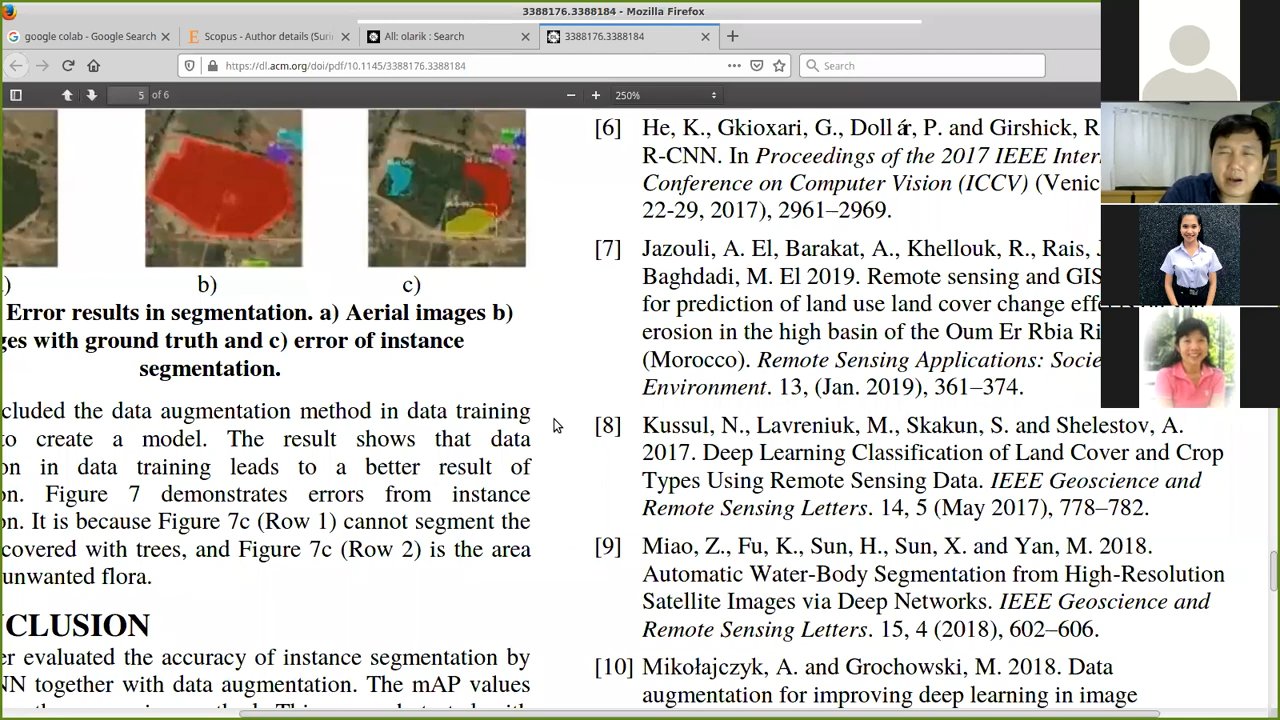 3388176.3388184 - Mozilla Firefox
google colab - Google Search
Scopus - Author details (Suri
All: olarik : Search
3388176.3388184
https://dl.acm.org/doi/pdf/10.1145/3388176.3388184
Search
5 of 6
250%
b)
c)
Error results in segmentation. a) Aerial images b)
ges with ground truth and c) error of instance
segmentation.
cluded the data augmentation method in data training
to create a model. The result shows that data
on in data training leads to a better result of
on. Figure 7 demonstrates errors from instance
on. It is because Figure 7c (Row 1) cannot segment the
covered with trees, and Figure 7c (Row 2) is the area
unwanted flora.
CLUSION
er evaluated the accuracy of instance segmentation by
NN together with data augmentation. The mAP values
[6] He, K., Gkioxari, G., Doll ár, P. and Girshick, R
R-CNN. In Proceedings of the 2017 IEEE Inter
Conference on Computer Vision (ICCV) (Venic
22-29, 2017), 2961–2969.
[7] Jazouli, A. El, Barakat, A., Khellouk, R., Rais, J
Baghdadi, M. El 2019. Remote sensing and GIS
for prediction of land use land cover change effe
erosion in the high basin of the Oum Er Rbia Ri
(Morocco). Remote Sensing Applications: Socie
Environment. 13, (Jan. 2019), 361–374.
[8] Kussul, N., Lavreniuk, M., Skakun, S. and Shelestov, A.
2017. Deep Learning Classification of Land Cover and Crop
Types Using Remote Sensing Data. IEEE Geoscience and
Remote Sensing Letters. 14, 5 (May 2017), 778–782.
[9] Miao, Z., Fu, K., Sun, H., Sun, X. and Yan, M. 2018.
Automatic Water-Body Segmentation from High-Resolution
Satellite Images via Deep Networks. IEEE Geoscience and
Remote Sensing Letters. 15, 4 (2018), 602–606.
[10] Mikołajczyk, A. and Grochowski, M. 2018. Data
augmentation for improving deep learning in image